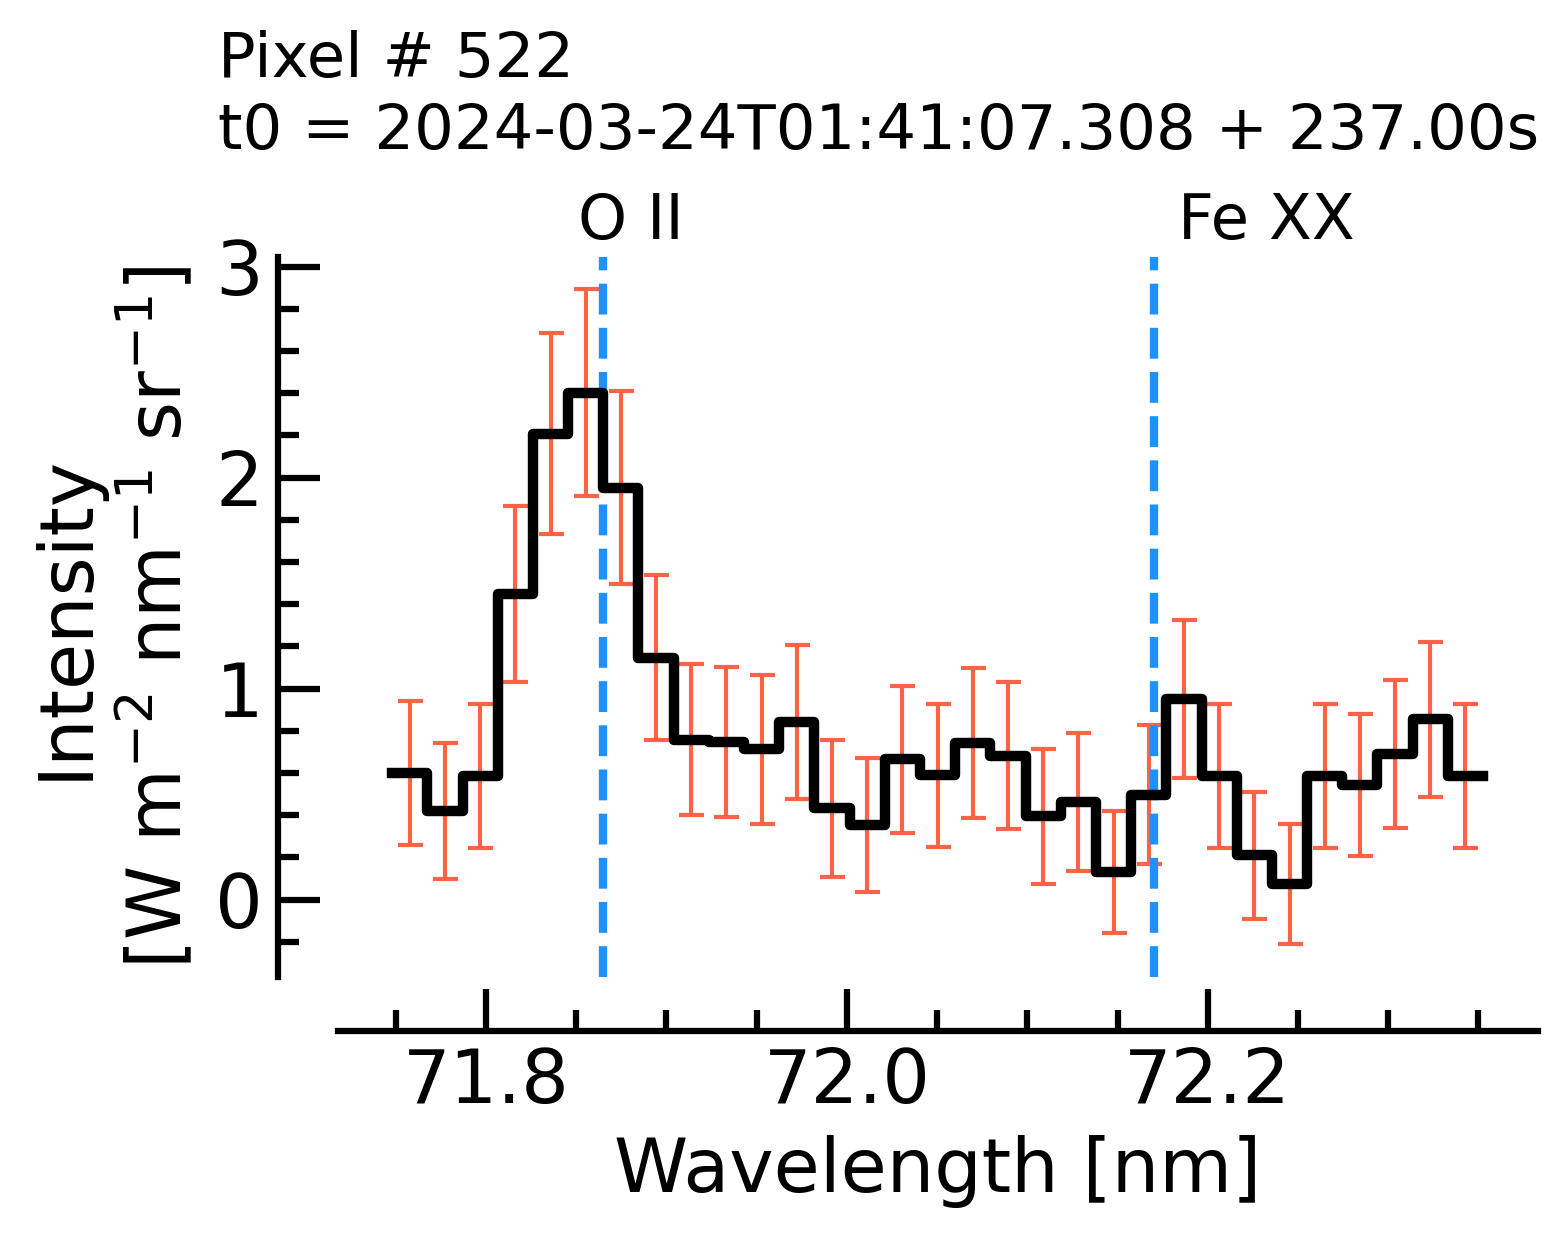 Pixel # 522
t0 = 2024-03-24T01:41:07.308 + 237.00s
O II
Fe XX
3
2
1
0
Intensity
[W m⁻² nm⁻¹ sr⁻¹]
71.8
72.0
72.2
Wavelength [nm]